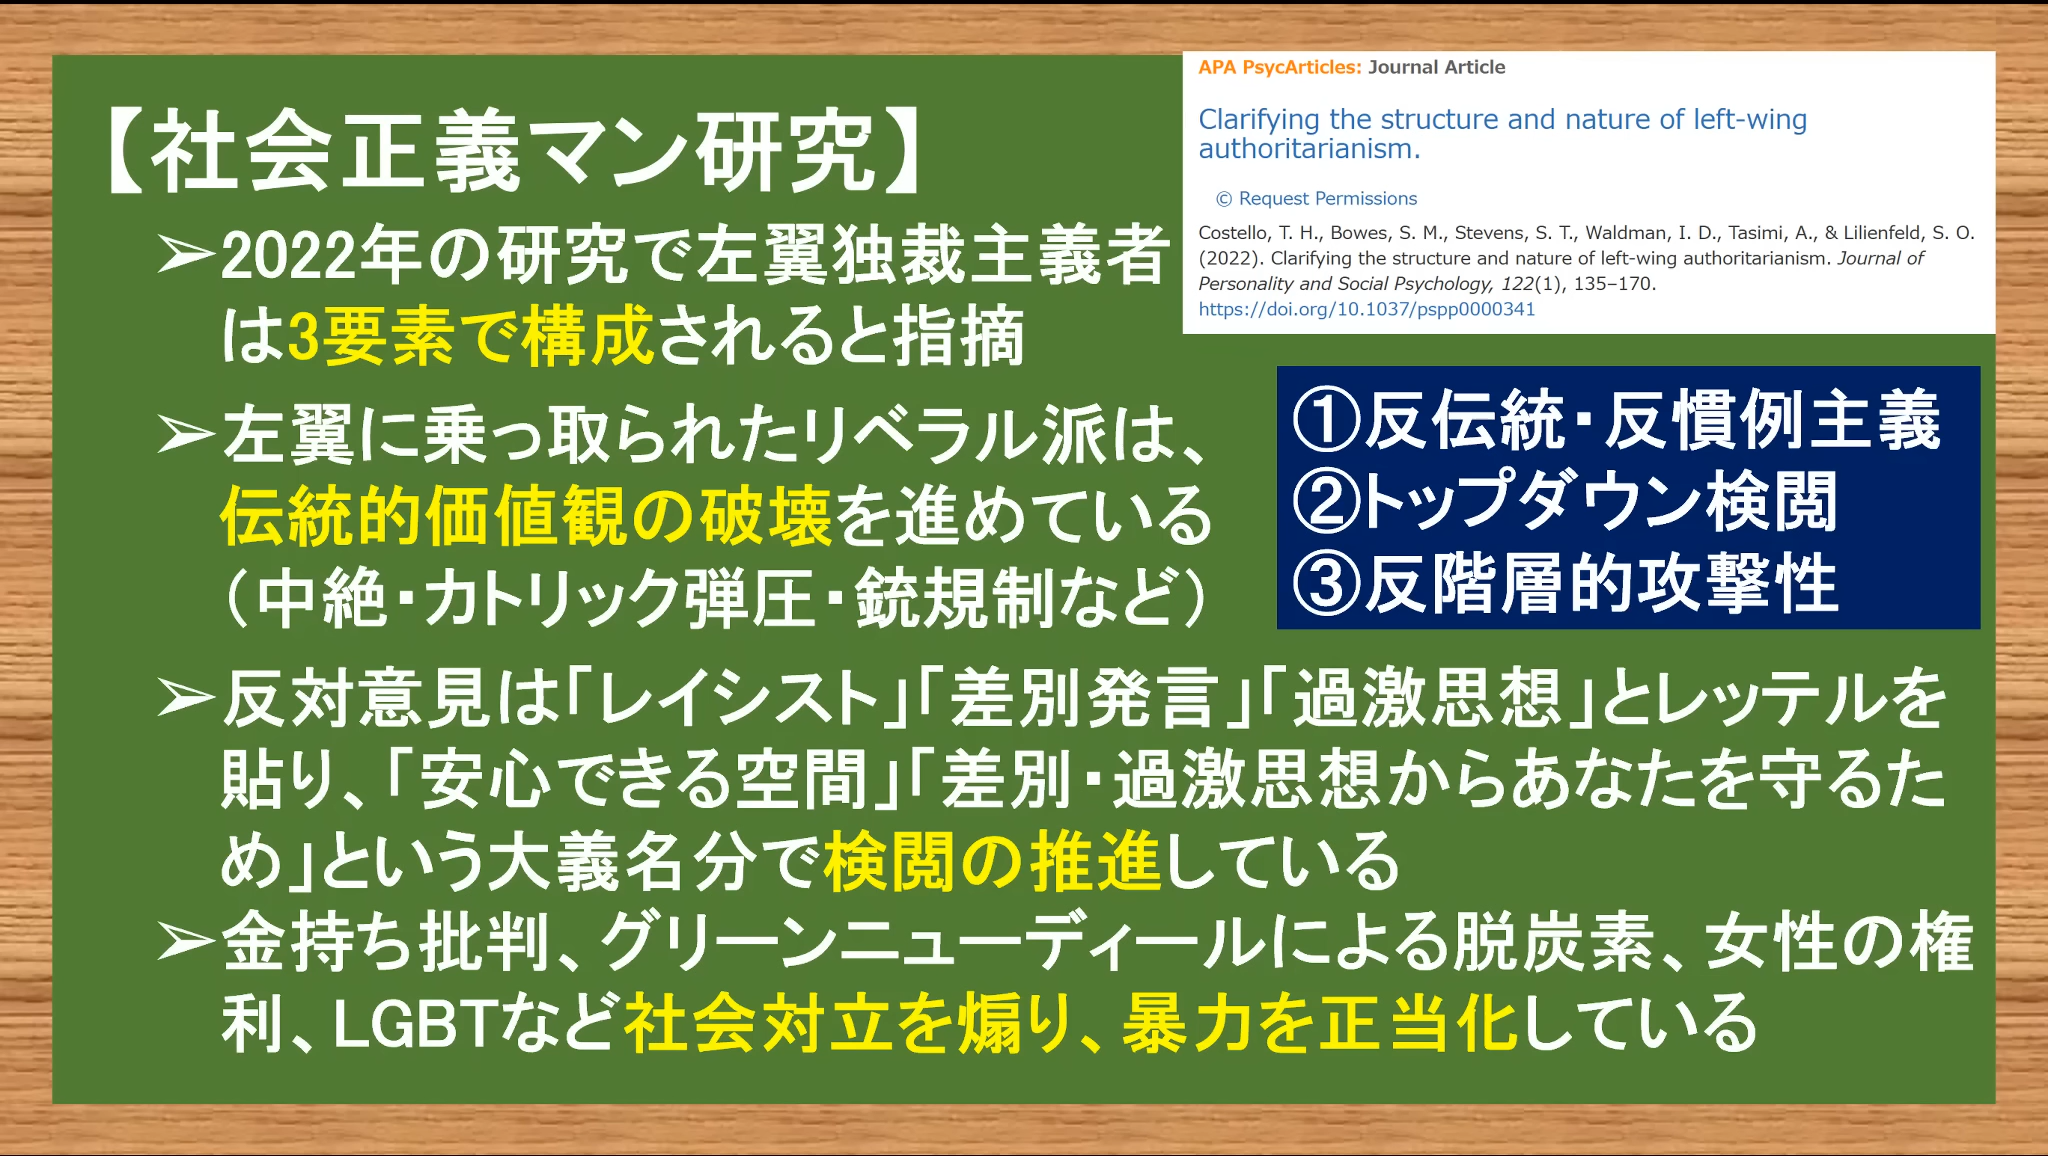 【社会正義マン研究】
➢2022年の研究で左翼独裁主義者
は3要素で構成されると指摘
➢左翼に乗っ取られたリベラル派は、
伝統的価値観の破壊を進めている
（中絶・カトリック弾圧・銃規制など）
➢反対意見は「レイシスト」「差別発言」「過激思想」とレッテルを
貼り、「安心できる空間」「差別・過激思想からあなたを守るた
め」という大義名分で検閲の推進している
➢金持ち批判、グリーンニューディールによる脱炭素、女性の権
利、LGBTなど社会対立を煽り、暴力を正当化している
APA PsycArticles: Journal Article
Clarifying the structure and nature of left-wing
authoritarianism.
© Request Permissions
Costello, T. H., Bowes, S. M., Stevens, S. T., Waldman, I. D., Tasimi, A., & Lilienfeld, S. O.
(2022). Clarifying the structure and nature of left-wing authoritarianism. Journal of
Personality and Social Psychology, 122(1), 135–170.
https://doi.org/10.1037/pspp0000341
①反伝統・反慣例主義
②トップダウン検閲
③反階層的攻撃性